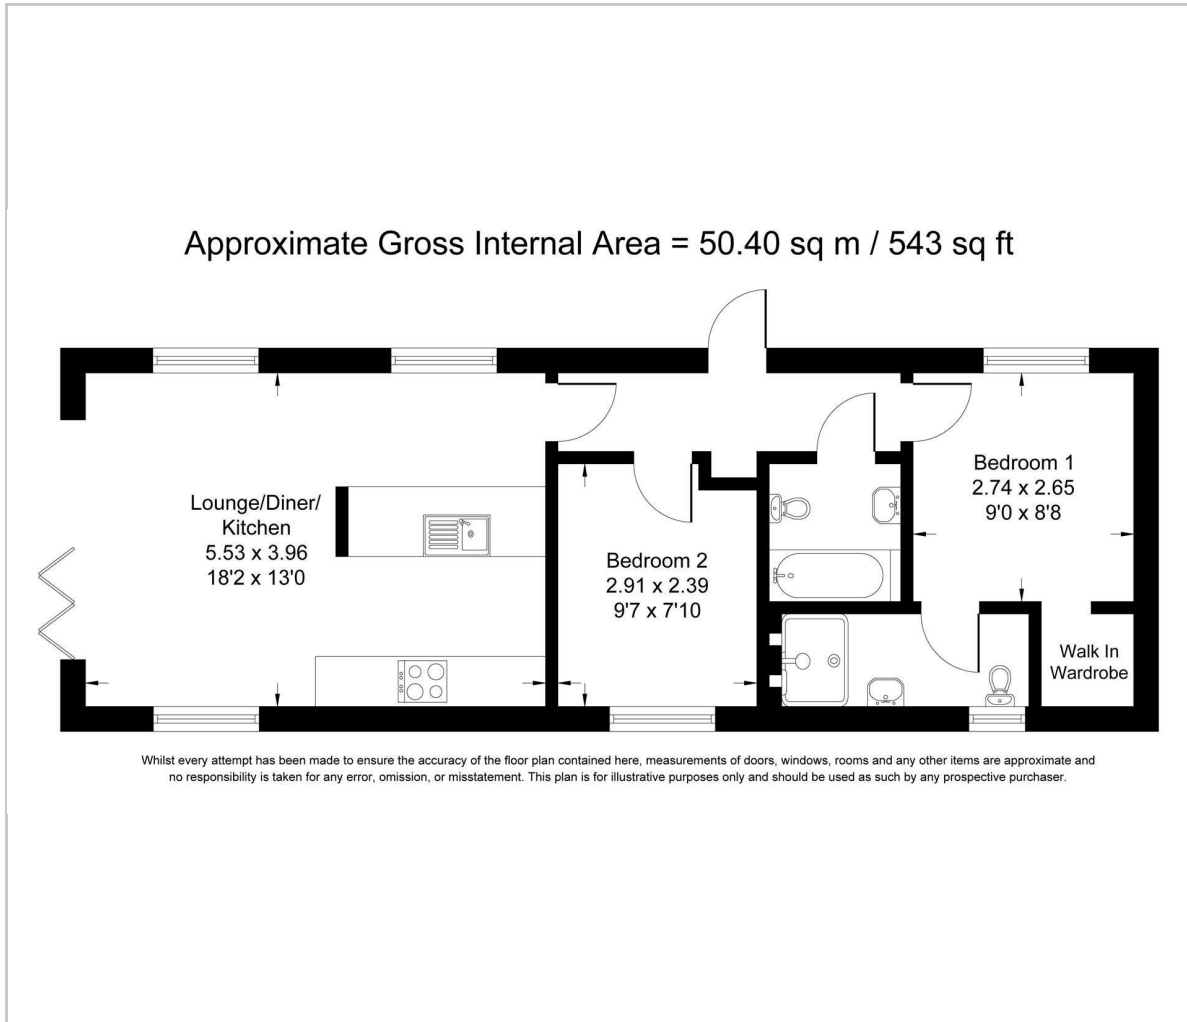 Approximate Gross Internal Area = 50.40 sq m / 543 sq ft
Lounge/Diner/
Kitchen
5.53 x 3.96
18'2 x 13'0
Bedroom 2
2.91 x 2.39
9'7 x 7'10
Bedroom 1
2.74 x 2.65
9'0 x 8'8
Walk In
Wardrobe
Whilst every attempt has been made to ensure the accuracy of the floor plan contained here, measurements of doors, windows, rooms and any other items are approximate and
no responsibility is taken for any error, omission, or misstatement. This plan is for illustrative purposes only and should be used as such by any prospective purchaser.